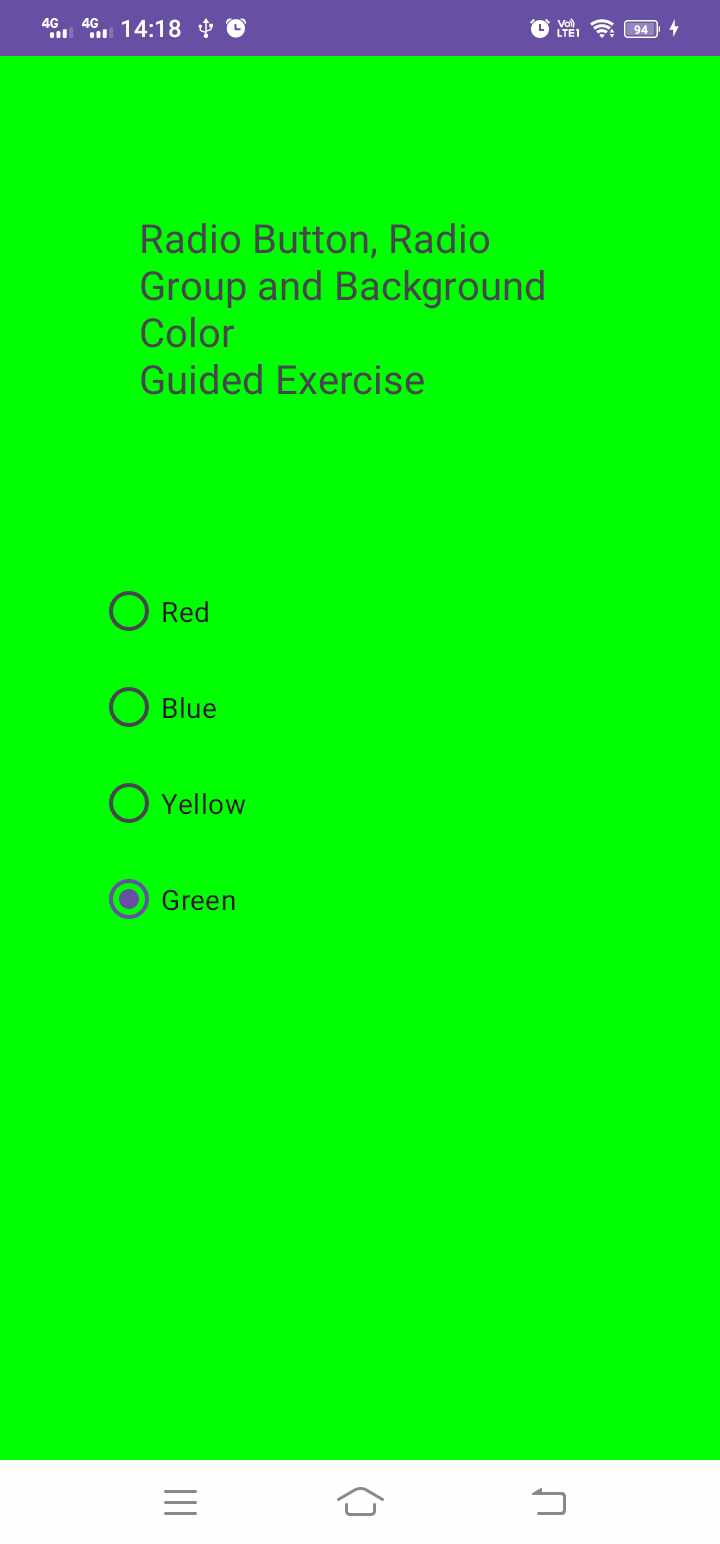 4G 4G 14:18 Vo) LTE1 94
Radio Button, Radio
Group and Background
Color
Guided Exercise
Red
Blue
Yellow
Green